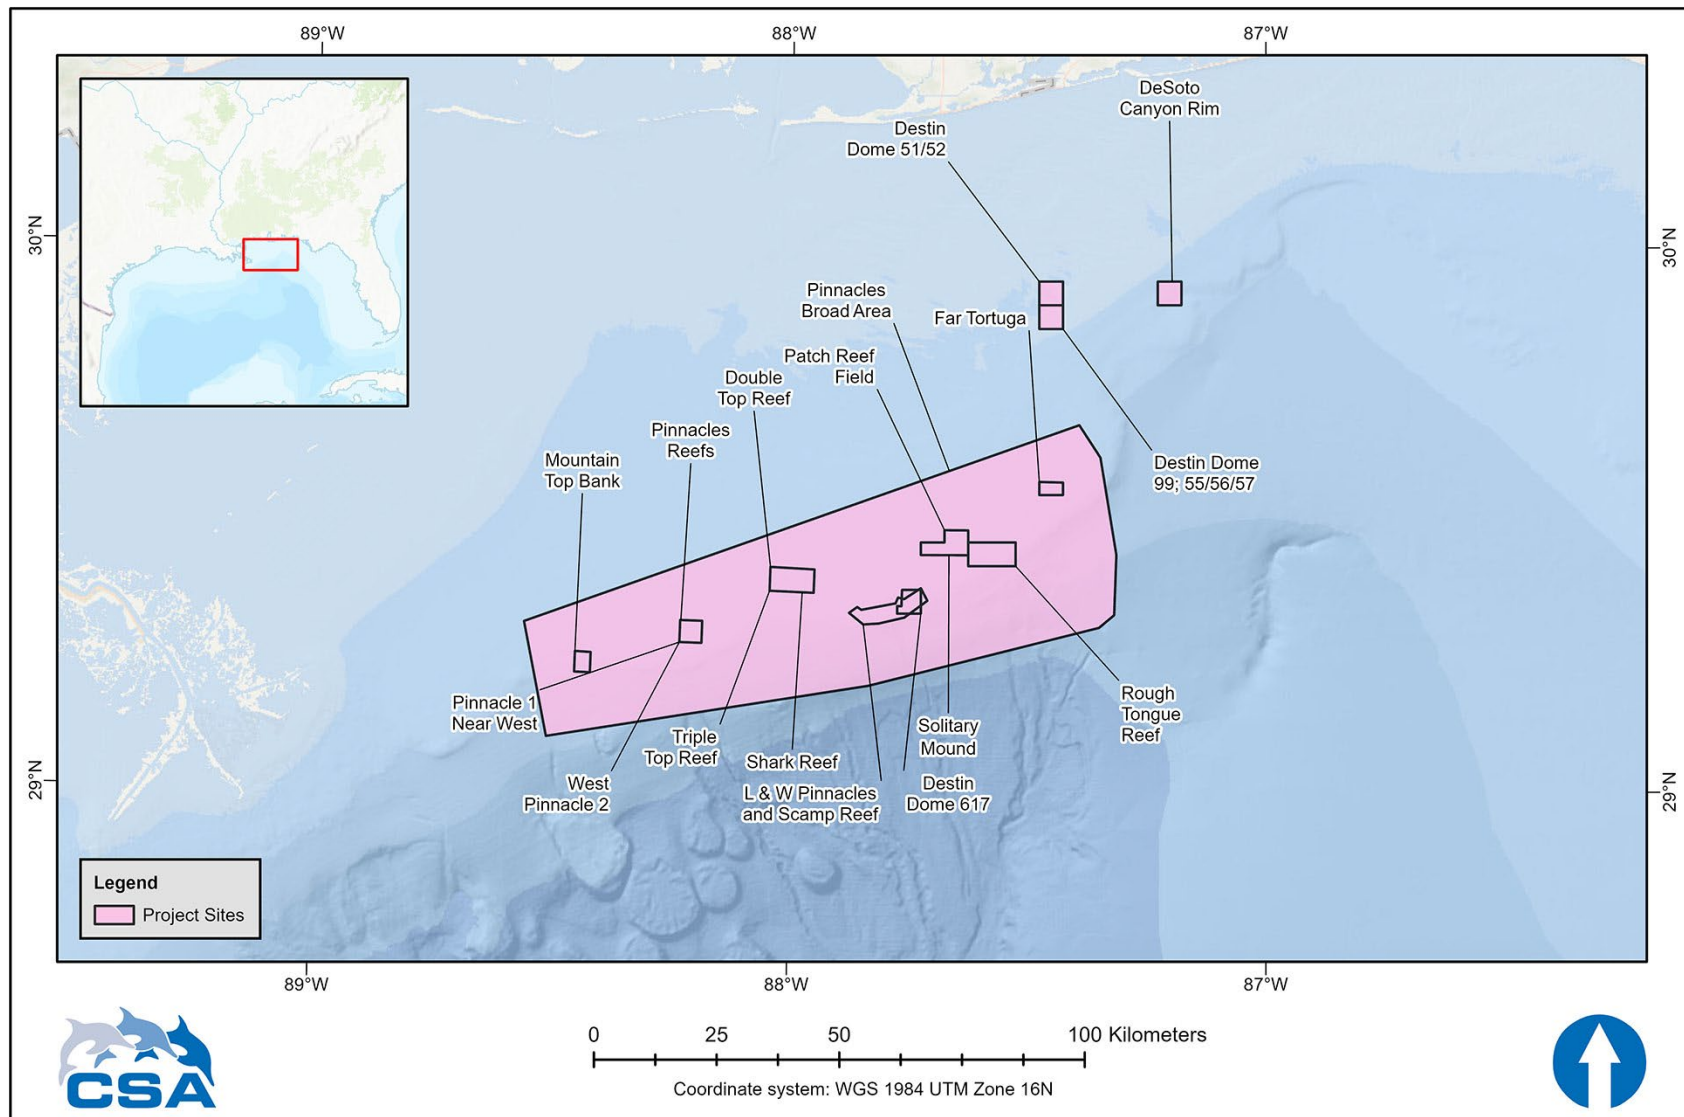 89°W
88°W
87°W
DeSoto
Canyon Rim
Destin
Dome 51/52
30°N
30°N
Pinnacles
Broad Area
Far Tortuga
Patch Reef
Field
Double
Top Reef
Pinnacles
Reefs
Mountain
Top Bank
Destin Dome
99; 55/56/57
Pinnacle 1
Near West
Rough
Tongue
Reef
Solitary
Mound
Triple
Top Reef
Shark Reef
West
Pinnacle 2
L & W Pinnacles
and Scamp Reef
Destin
Dome 617
29°N
29°N
Legend
Project Sites
89°W
88°W
87°W
CSA
0
25
50
100 Kilometers
Coordinate system: WGS 1984 UTM Zone 16N